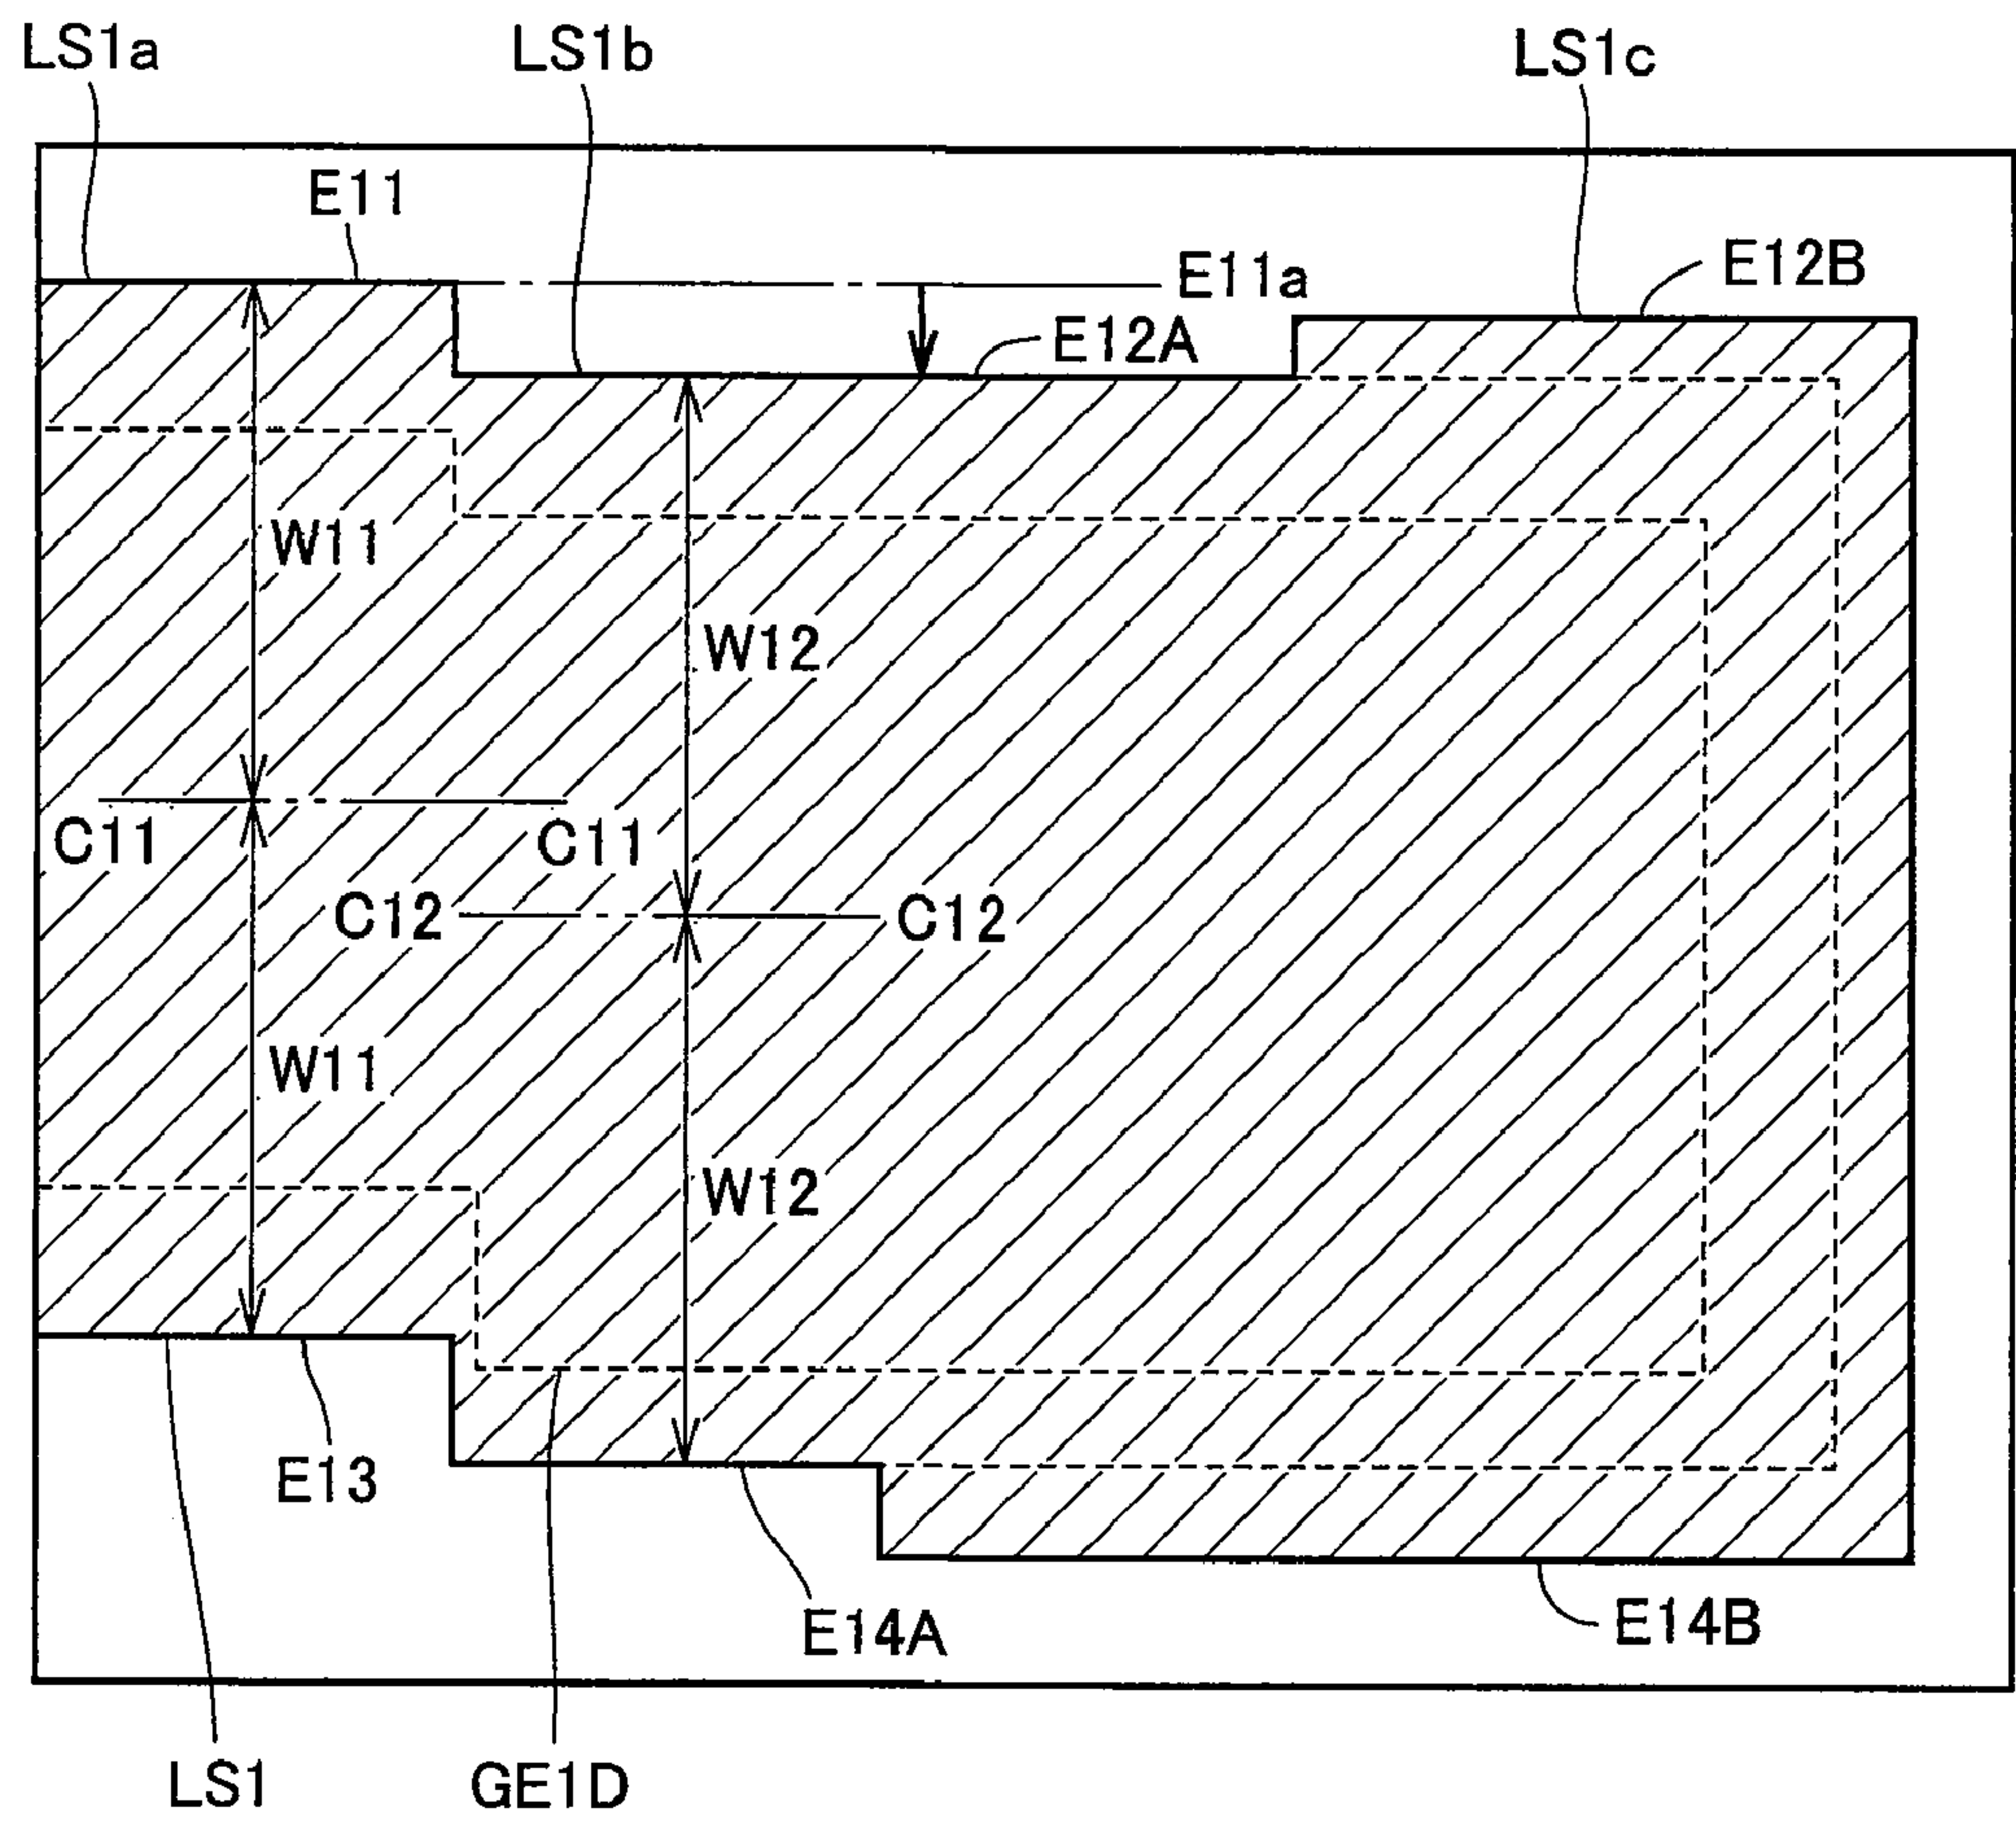 LS1a LS1b LS1c
E11
E11a
E12B
E12A
W11
W12
C11 C11
C12 C12
W11
W12
E13
E14A
E14B
LS1 GE1D